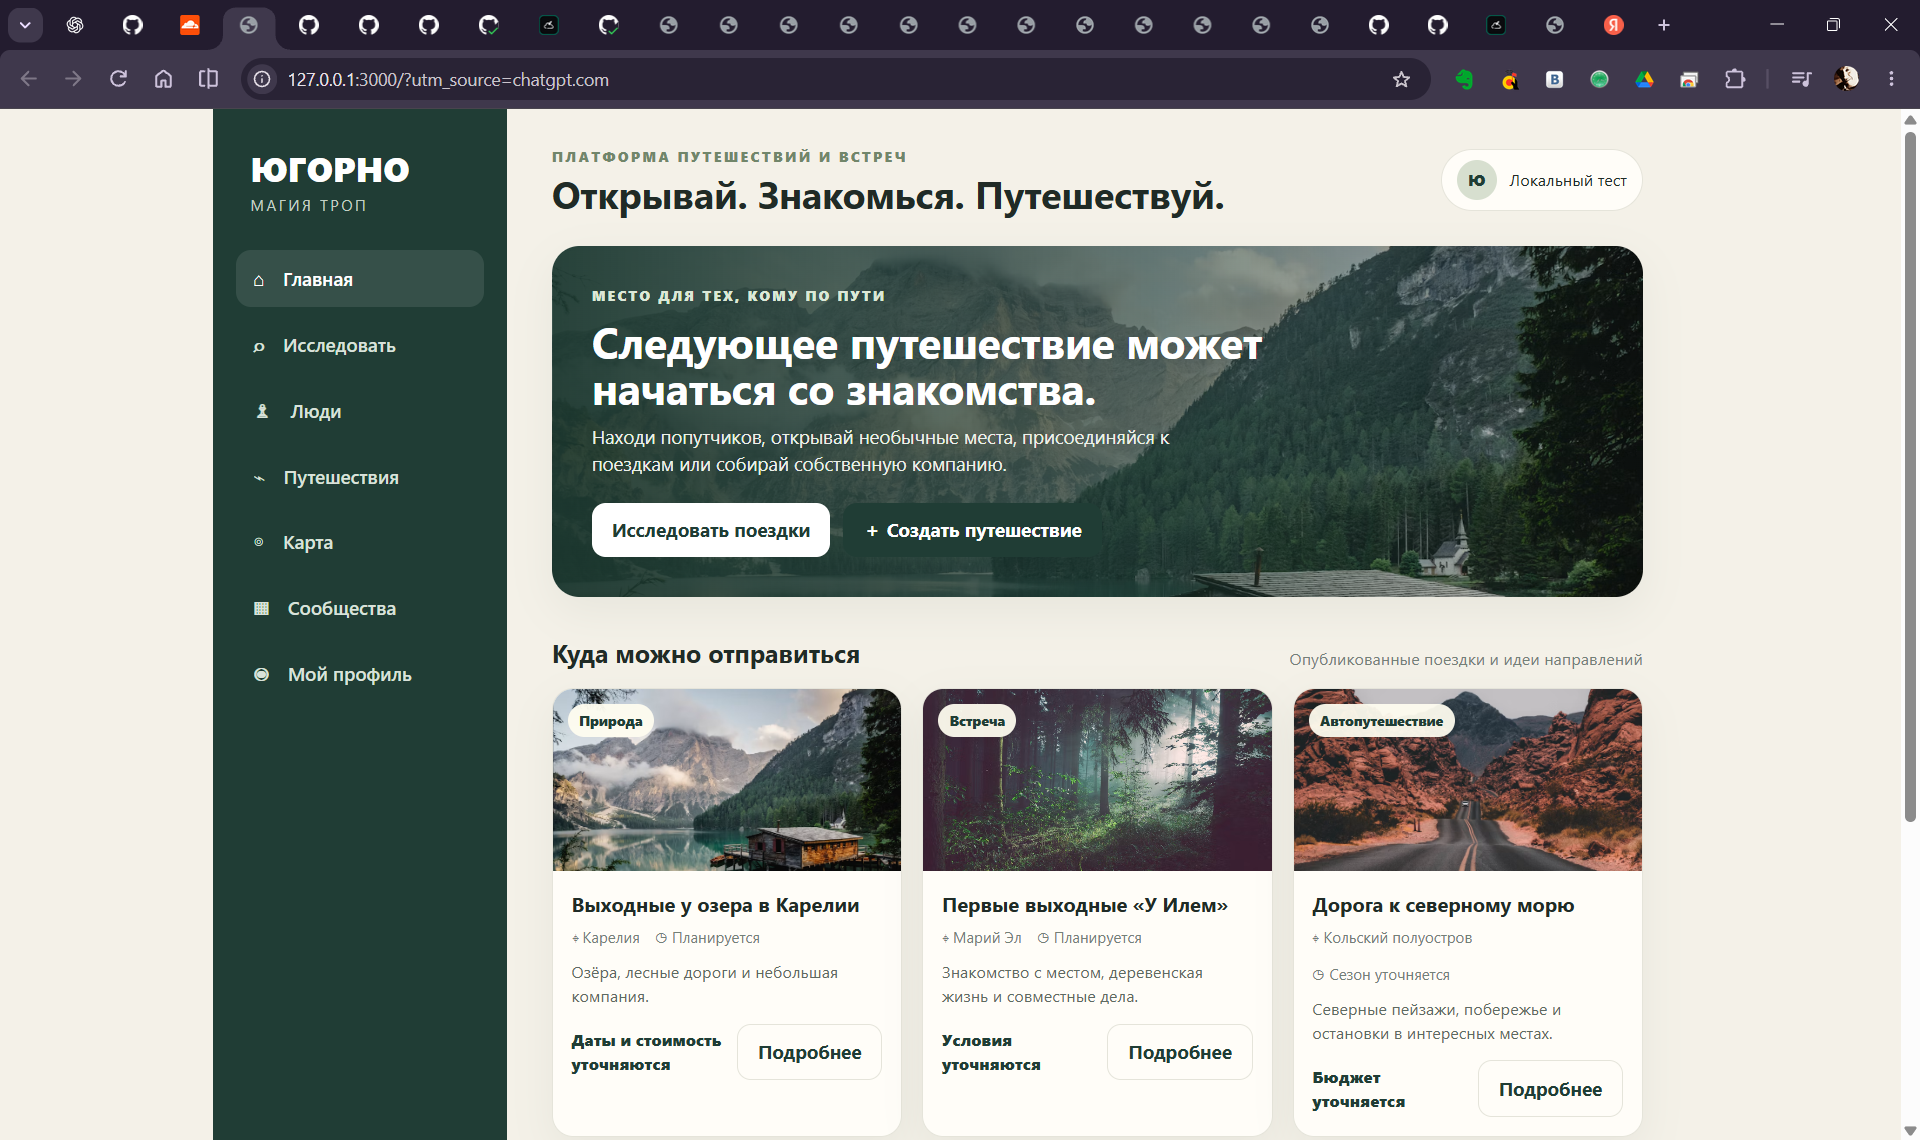 127.0.0.1:3000/?utm_source=chatgpt.com
ЮГОРНО
МАГИЯ ТРОП
Главная
Исследовать
Люди
Путешествия
Карта
Сообщества
Мой профиль
ПЛАТФОРМА ПУТЕШЕСТВИЙ И ВСТРЕЧ
Открывай. Знакомься. Путешествуй.
Ю Локальный тест
МЕСТО ДЛЯ ТЕХ, КОМУ ПО ПУТИ
Следующее путешествие может
начаться со знакомства.
Находи попутчиков, открывай необычные места, присоединяйся к
поездкам или собирай собственную компанию.
Исследовать поездки
+ Создать путешествие
Куда можно отправиться
Опубликованные поездки и идеи направлений
Природа
Выходные у озера в Карелии
Карелия Планируется
Озёра, лесные дороги и небольшая
компания.
Даты и стоимость
уточняются
Подробнее
Встреча
Первые выходные «У Илем»
Марий Эл Планируется
Знакомство с местом, деревенская
жизнь и совместные дела.
Условия
уточняются
Подробнее
Автопутешествие
Дорога к северному морю
Кольский полуостров
Сезон уточняется
Северные пейзажи, побережье и
остановки в интересных местах.
Бюджет
уточняется
Подробнее